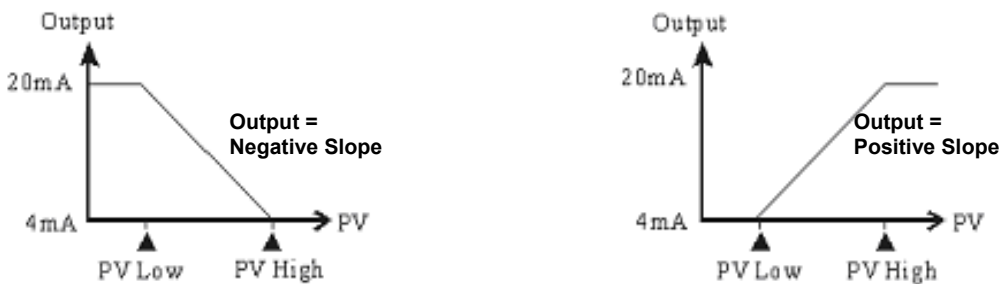 Output
20mA
Output =
Negative Slope
4mA
PV
PV Low
PV High
Output
20mA
Output =
Positive Slope
4mA
PV
PV Low
PV High